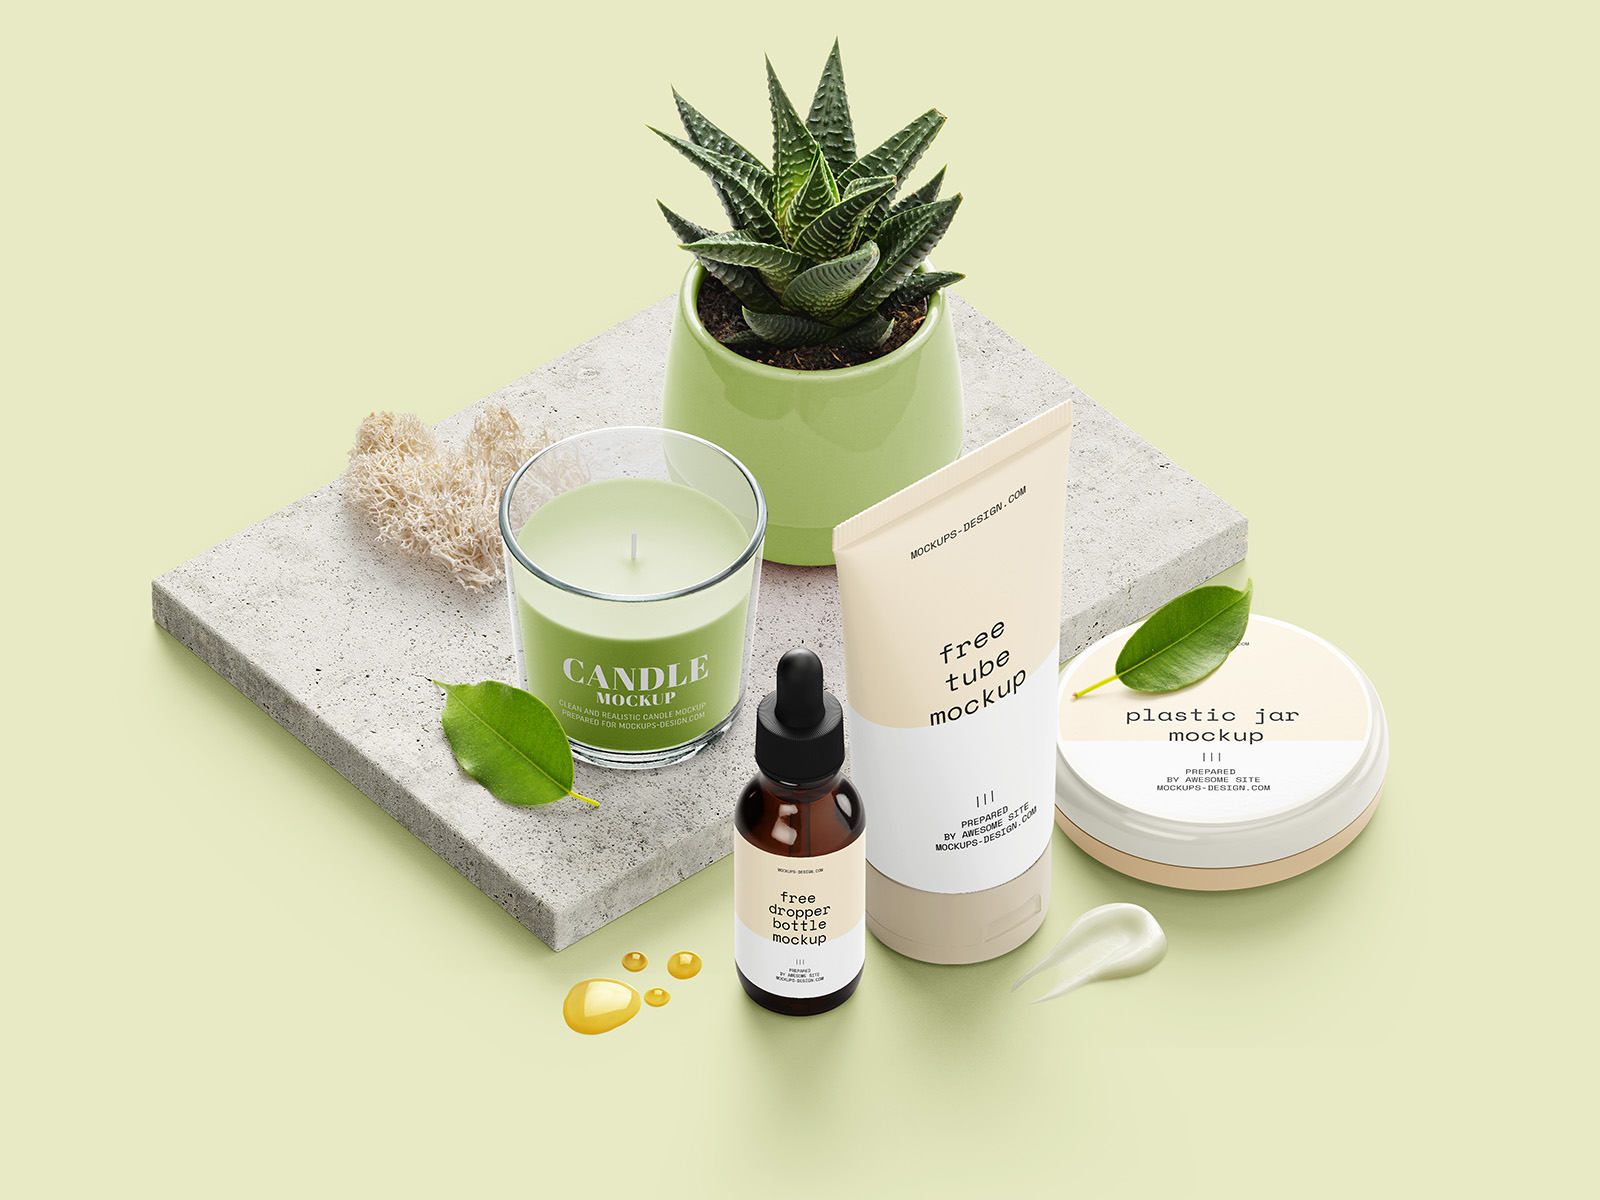 CANDLE
MOCKUP
CLEAN AND REALISTIC CANDLE MOCKUP
PREPARED FOR MOCKUPS-DESIGN.COM
MOCKUPS-DESIGN.COM
free
tube
mockup
PREPARED
BY AWESOME SITE
MOCKUPS-DESIGN.COM
MOCKUPS-DESIGN.COM
free
dropper
bottle
mockup
PREPARED
BY AWESOME SITE
MOCKUPS-DESIGN.COM
plastic jar
mockup
PREPARED
BY AWESOME SITE
MOCKUPS-DESIGN.COM